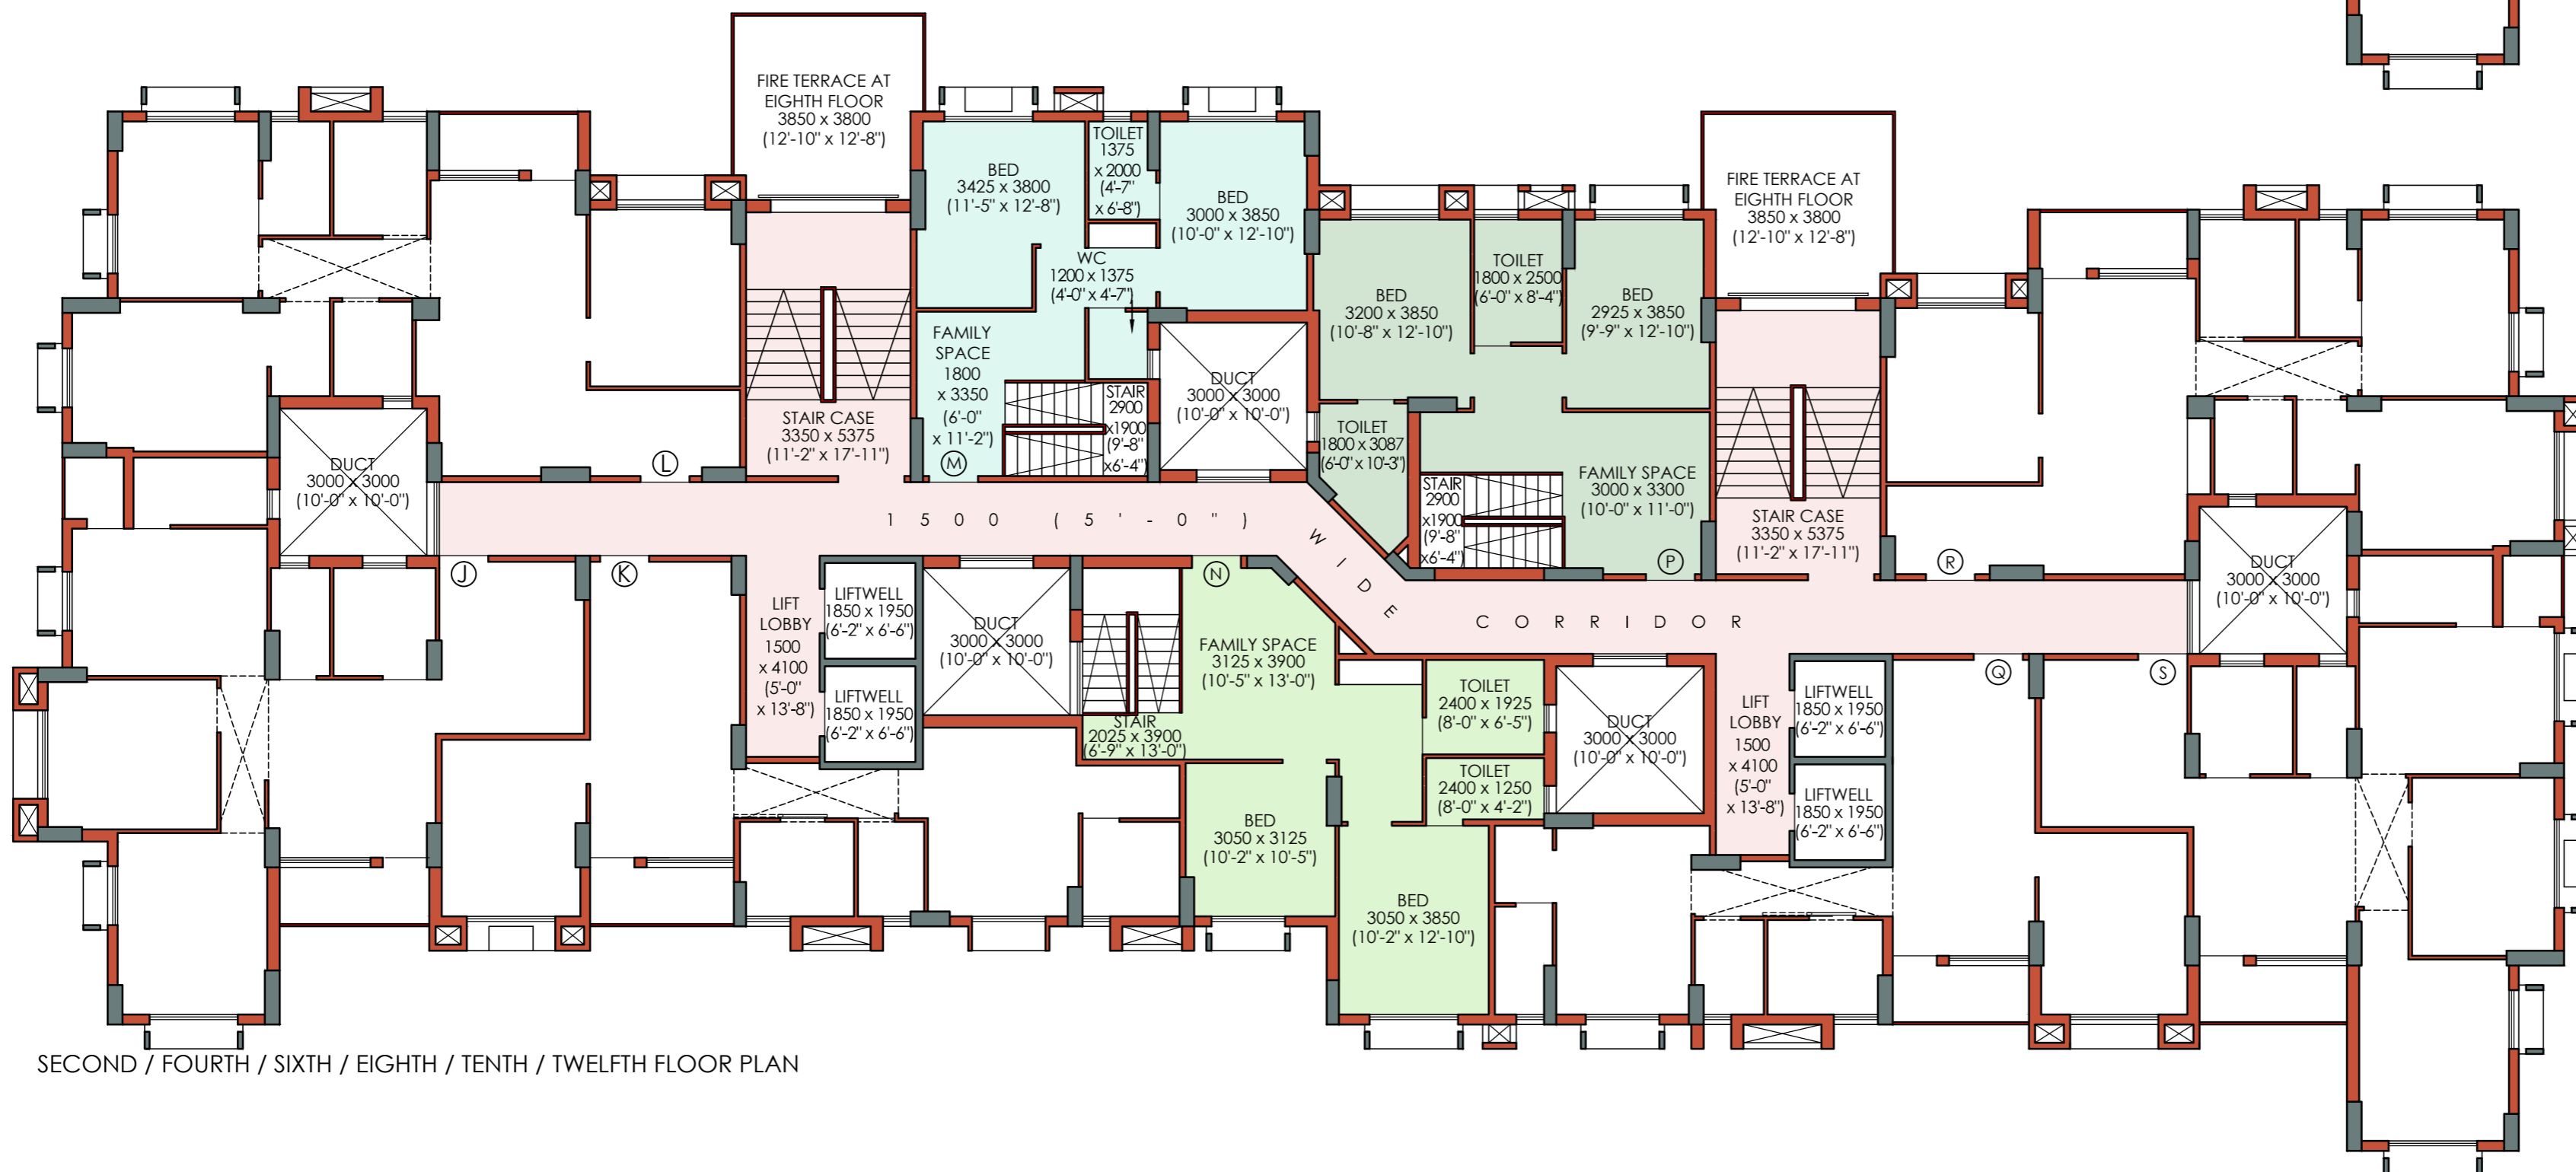 FIRE TERRACE AT
EIGHTH FLOOR
3850 x 3800
(12'-10" x 12'-8")
BED
3425 x 3800
(11'-5" x 12'-8")
TOILET
1375
x 2000
(4'-7"
x 6'-8")
BED
3000 x 3850
(10'-0" x 12'-10")
WC
1200 x 1375
(4'-0" x 4'-7")
FAMILY
SPACE
1800
x 3350
(6'-0"
x 11'-2")
M
STAIR
2900
x1900
(9'-8"
x6'-4")
STAIR CASE
3350 x 5375
(11'-2" x 17'-11")
L
DUCT
3000 x 3000
(10'-0" x 10'-0")
DUCT
3000 x 3000
(10'-0" x 10'-0")
BED
3200 x 3850
(10'-8" x 12'-10")
TOILET
1800 x 2500
(6'-0" x 8'-4")
BED
2925 x 3850
(9'-9" x 12'-10")
TOILET
1800 x 3087
(6'-0" x 10'-3")
STAIR
2900
x1900
(9'-8"
x6'-4")
FAMILY SPACE
3000 x 3300
(10'-0" x 11'-0")
P
FIRE TERRACE AT
EIGHTH FLOOR
3850 x 3800
(12'-10" x 12'-8")
STAIR CASE
3350 x 5375
(11'-2" x 17'-11")
R
DUCT
3000 x 3000
(10'-0" x 10'-0")
1500 (5'-0") WIDE CORRIDOR
J
K
LIFT
LOBBY
1500
x 4100
(5'-0"
x 13'-8")
LIFTWELL
1850 x 1950
(6'-2" x 6'-6")
LIFTWELL
1850 x 1950
(6'-2" x 6'-6")
DUCT
3000 x 3000
(10'-0" x 10'-0")
N
STAIR
2025 x 3900
(6'-9" x 13'-0")
FAMILY SPACE
3125 x 3900
(10'-5" x 13'-0")
BED
3050 x 3125
(10'-2" x 10'-5")
TOILET
2400 x 1925
(8'-0" x 6'-5")
TOILET
2400 x 1250
(8'-0" x 4'-2")
BED
3050 x 3850
(10'-2" x 12'-10")
DUCT
3000 x 3000
(10'-0" x 10'-0")
LIFT
LOBBY
1500
x 4100
(5'-0"
x 13'-8")
LIFTWELL
1850 x 1950
(6'-2" x 6'-6")
LIFTWELL
1850 x 1950
(6'-2" x 6'-6")
Q
S
SECOND / FOURTH / SIXTH / EIGHTH / TENTH / TWELFTH FLOOR PLAN